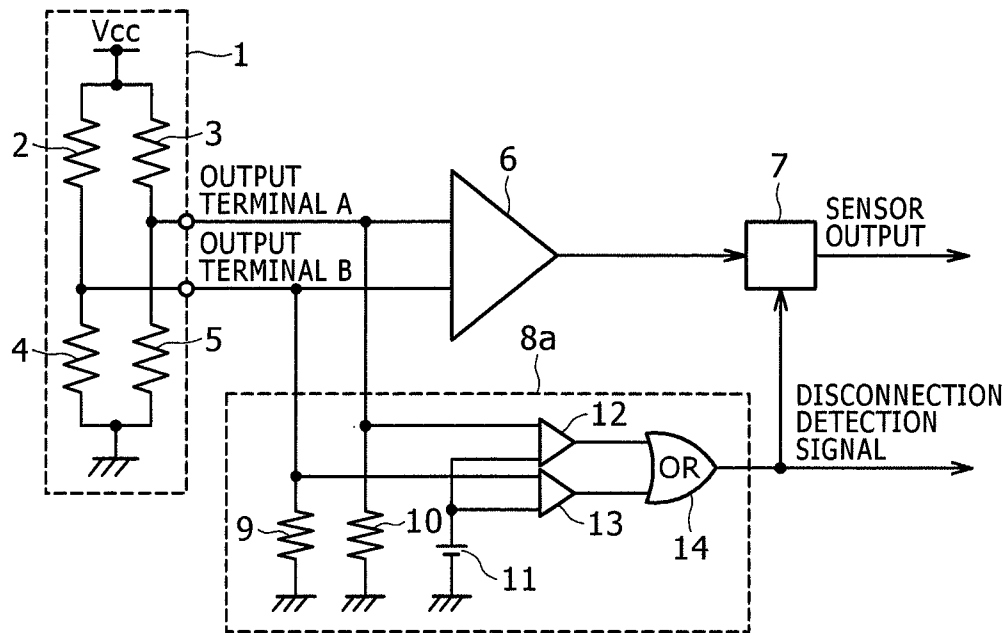 Vcc
1
2
3
OUTPUT
TERMINAL A
6
7
SENSOR
OUTPUT
OUTPUT
TERMINAL B
4
5
8a
12
DISCONNECTION
DETECTION
SIGNAL
OR
9
10
13
14
11